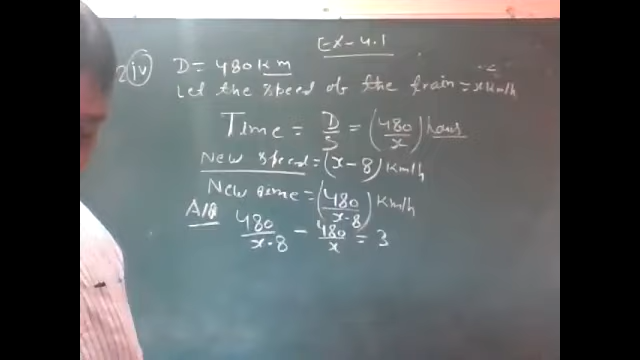 Ex-4.1
2 (iv) D = 480 km
Let the speed of the train = x km/h
Time = D/S = (480/x) hours
New speed = (x - 8) km/h
New time = (480/x-8) km/h
A/Q 480/x-8 - 480/x = 3